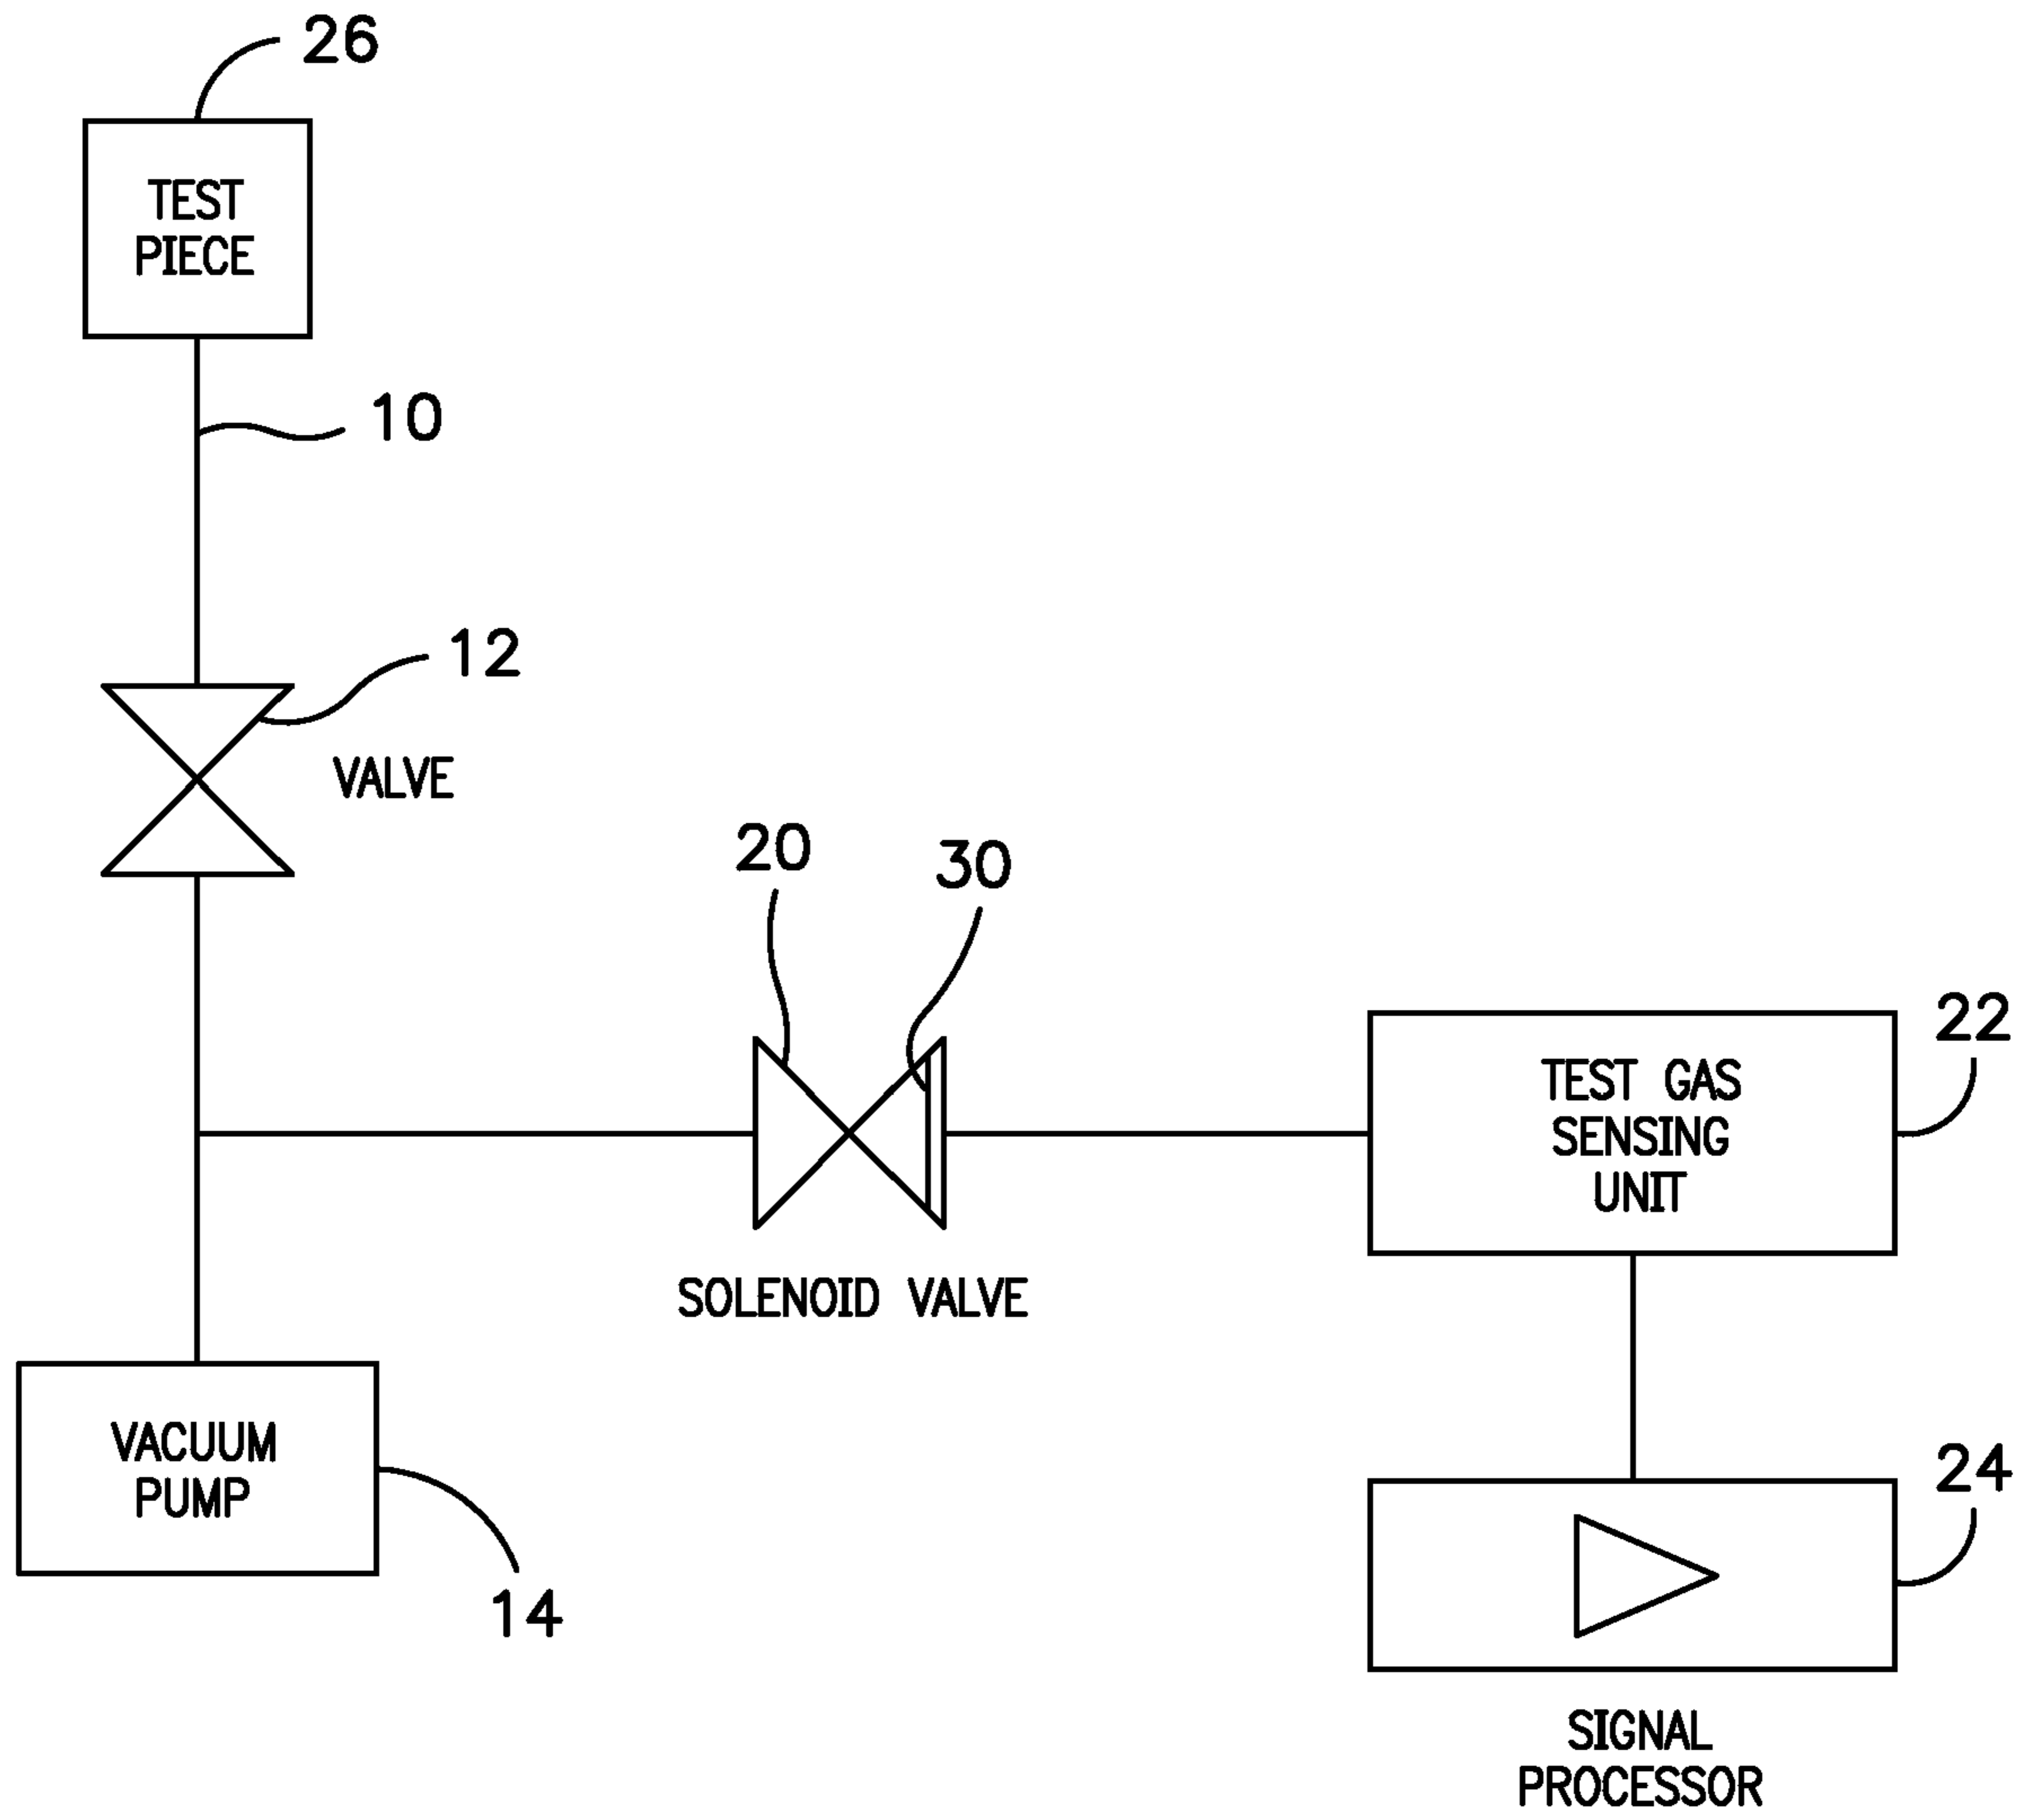 26
TEST
PIECE
10
12
VALVE
20
30
22
TEST GAS
SENSING
UNIT
SOLENOID VALVE
VACUUM
PUMP
14
24
SIGNAL
PROCESSOR